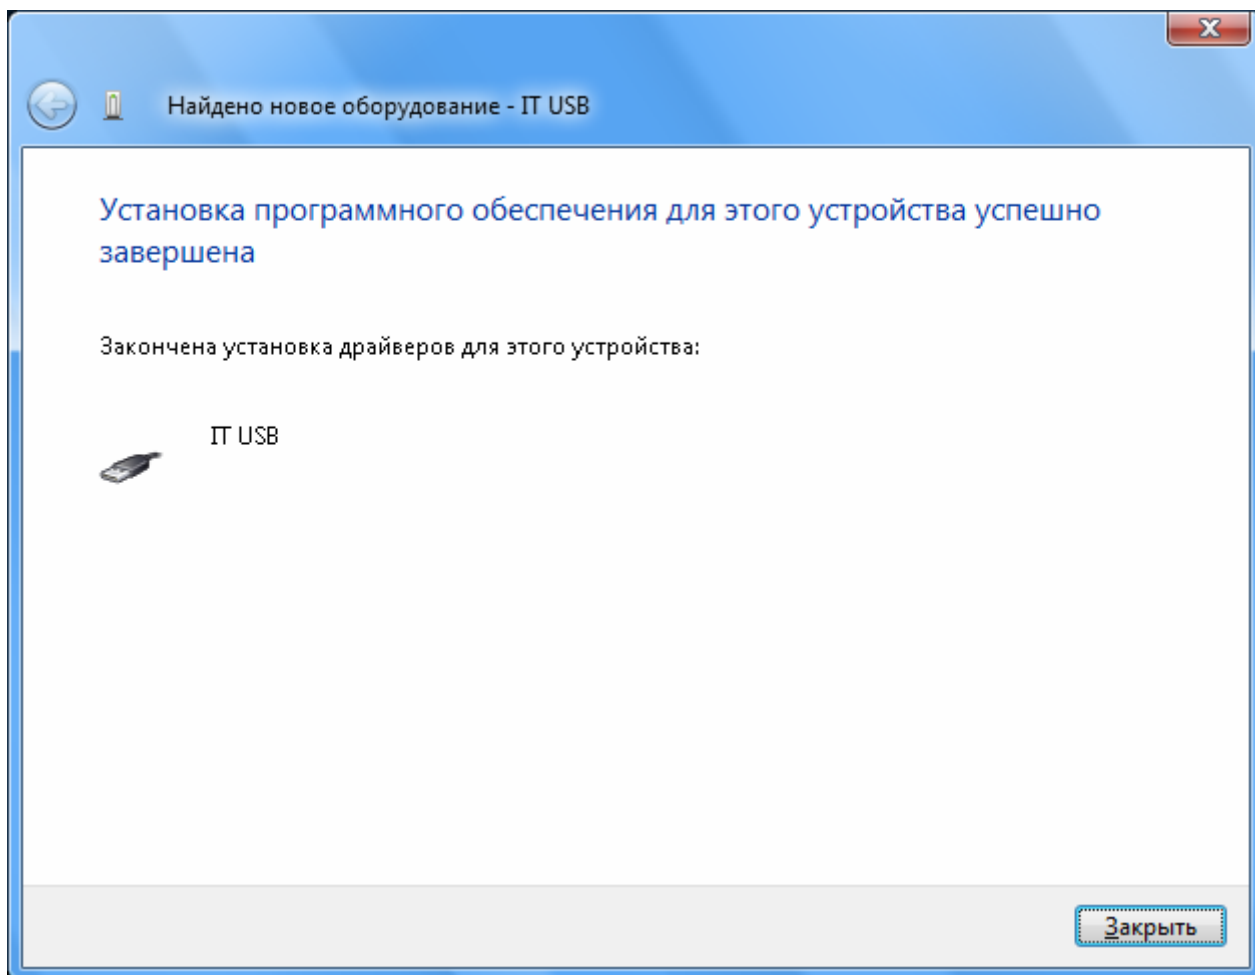 Найдено новое оборудование - IT USB
Установка программного обеспечения для этого устройства успешно
завершена
Закончена установка драйверов для этого устройства:
IT USB
Закрыть